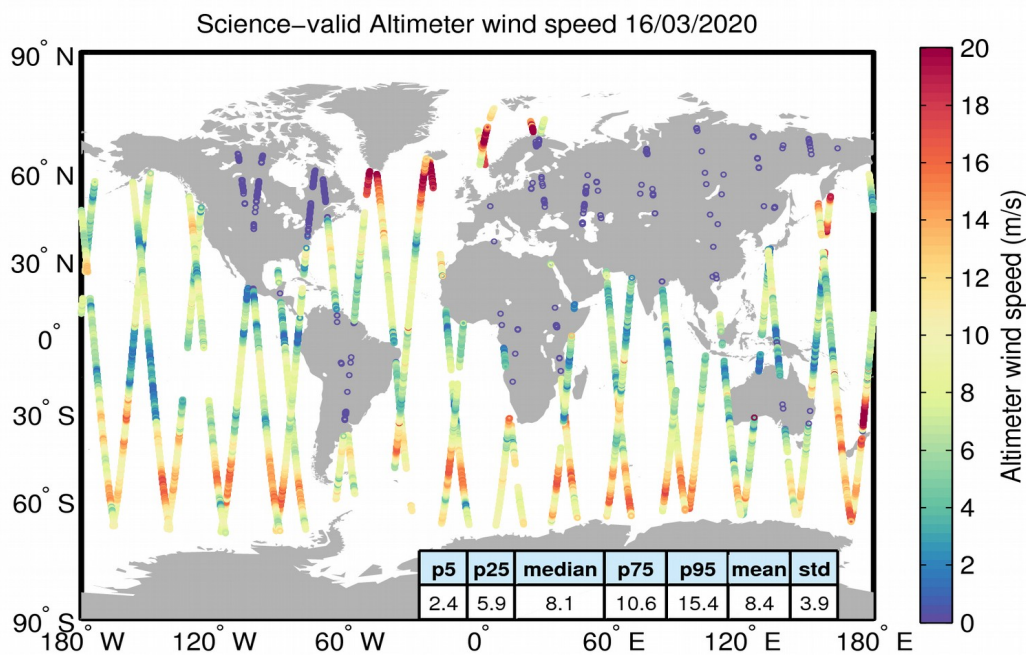 Science−valid Altimeter wind speed 16/03/2020
90° N
60° N
30° N
0°
30° S
60° S
90° S
180° W
120° W
60° W
0°
60° E
120° E
180° E
20
18
16
14
12
10
8
6
4
2
0
Altimeter wind speed (m/s)
p5 p25 median p75 p95 mean std
2.4 5.9 8.1 10.6 15.4 8.4 3.9